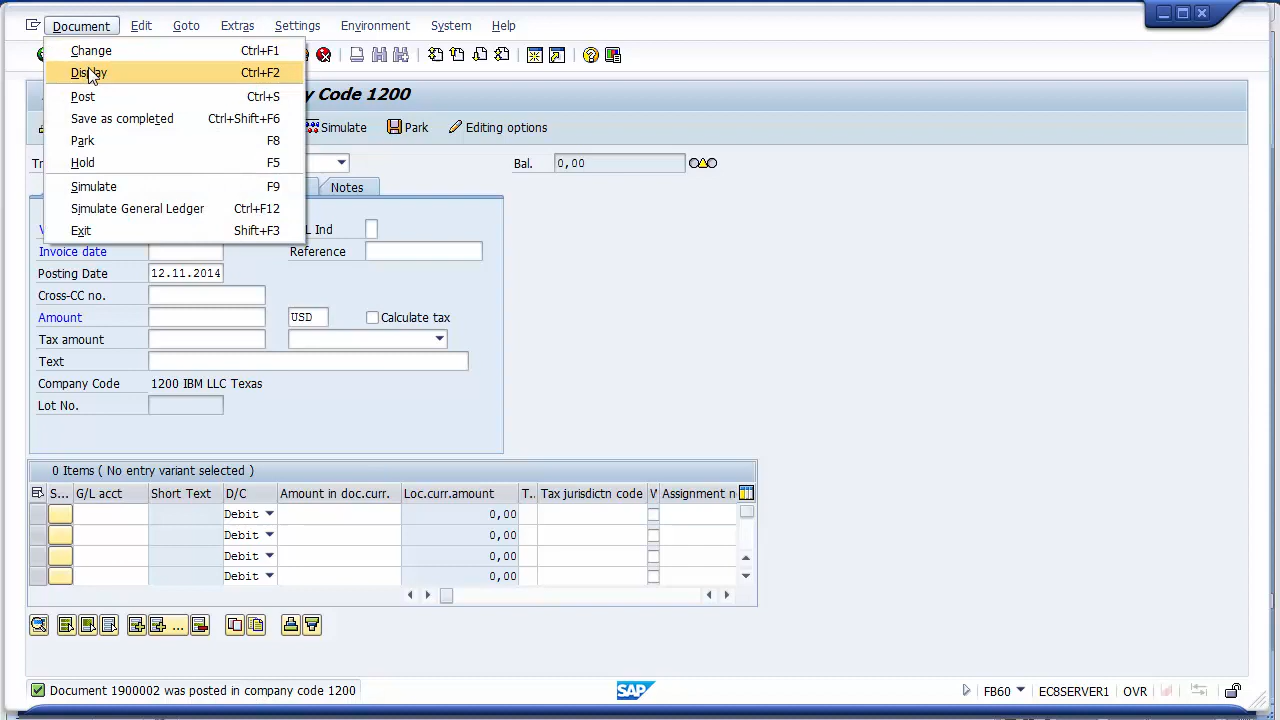 Document Edit Goto Extras Settings Environment System Help
Change Ctrl+F1
Display Ctrl+F2
Post Ctrl+S
Save as completed Ctrl+Shift+F6
Park F8
Hold F5
Simulate F9
Simulate General Ledger Ctrl+F12
Exit Shift+F3
Code 1200
Simulate Park Editing options
Bal. 0,00
Notes
Ind
Invoice date Reference
Posting Date 12.11.2014
Cross-CC no.
Amount USD Calculate tax
Tax amount
Text
Company Code 1200 IBM LLC Texas
Lot No.
0 Items ( No entry variant selected )
S... G/L acct Short Text D/C Amount in doc.curr. Loc.curr.amount T.. Tax jurisdictn code V Assignment n
Debit 0,00
Debit 0,00
Debit 0,00
Debit 0,00
...
Document 1900002 was posted in company code 1200
SAP
FB60 OVR